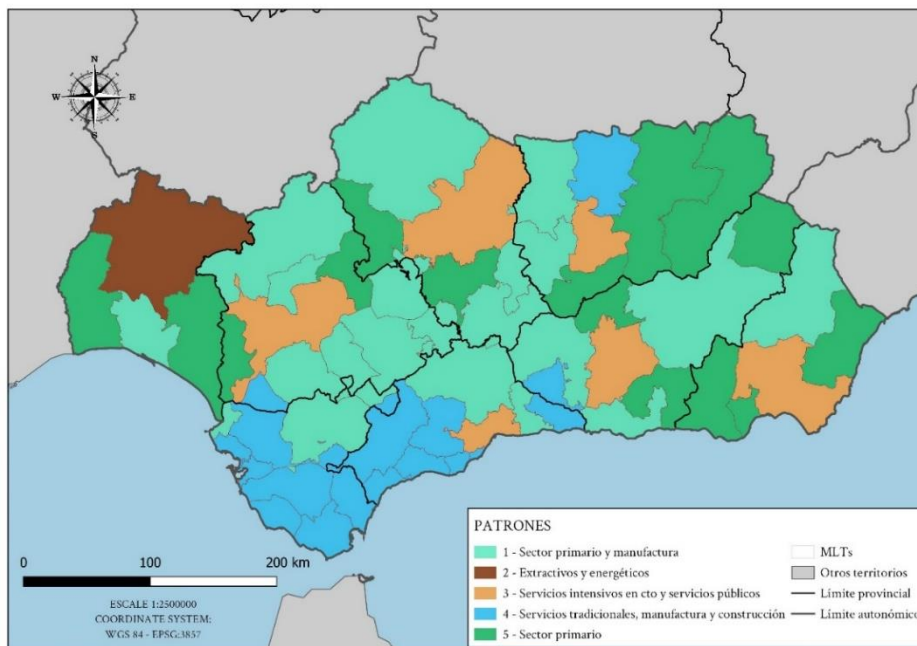 N
W E
S
0 100 200 km
ESCALE 1:2500000
COORDINATE SYSTEM:
WGS 84 - EPSG:3857
PATRONES
1 - Sector primario y manufactura
2 - Extractivos y energéticos
3 - Servicios intensivos en cto y servicios públicos
4 - Servicios tradicionales, manufactura y construcción
5 - Sector primario
MLTs
Otros territorios
Límite provincial
Límite autonómico